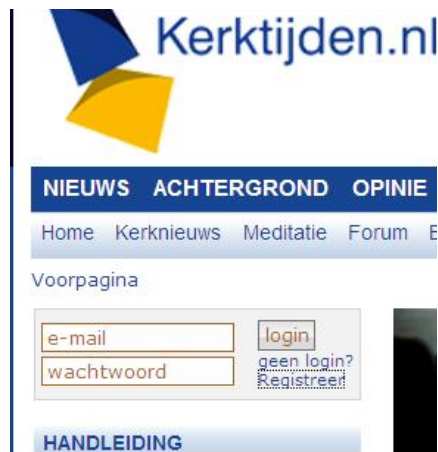 Kerktijden.nl
NIEUWS ACHTERGROND OPINIE
Home Kerknieuws Meditatie Forum
Voorpagina
e-mail login
wachtwoord geen login?
Registreer
HANDLEIDING